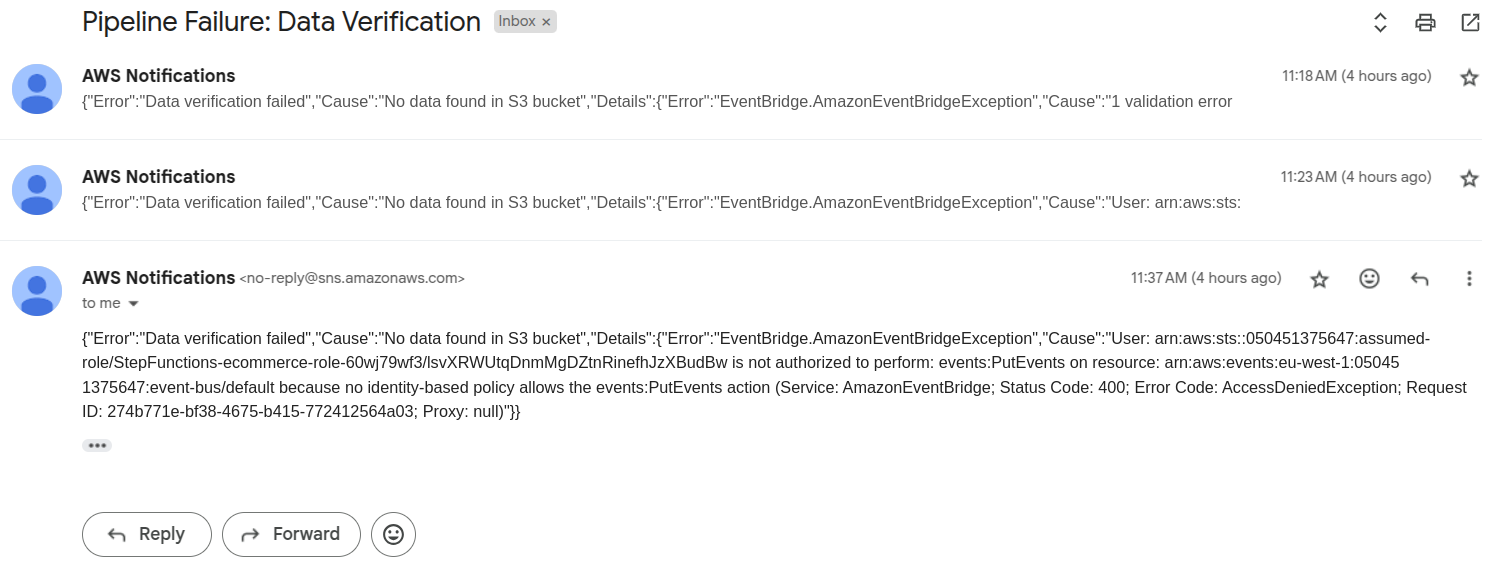 Pipeline Failure: Data Verification Inbox ×
AWS Notifications 11:18 AM (4 hours ago)
{"Error":"Data verification failed","Cause":"No data found in S3 bucket","Details":{"Error":"EventBridge.AmazonEventBridgeException","Cause":"1 validation error
AWS Notifications 11:23 AM (4 hours ago)
{"Error":"Data verification failed","Cause":"No data found in S3 bucket","Details":{"Error":"EventBridge.AmazonEventBridgeException","Cause":"User: arn:aws:sts:
AWS Notifications <no-reply@sns.amazonaws.com> 11:37 AM (4 hours ago)
to me
{"Error":"Data verification failed","Cause":"No data found in S3 bucket","Details":{"Error":"EventBridge.AmazonEventBridgeException","Cause":"User: arn:aws:sts::050451375647:assumed-
role/StepFunctions-ecommerce-role-60wj79wf3/lsvXRWUtqDnmMgDZtnRinefhJzXBudBw is not authorized to perform: events:PutEvents on resource: arn:aws:events:eu-west-1:05045
1375647:event-bus/default because no identity-based policy allows the events:PutEvents action (Service: AmazonEventBridge; Status Code: 400; Error Code: AccessDeniedException; Request
ID: 274b771e-bf38-4675-b415-772412564a03; Proxy: null)"}}
Reply Forward